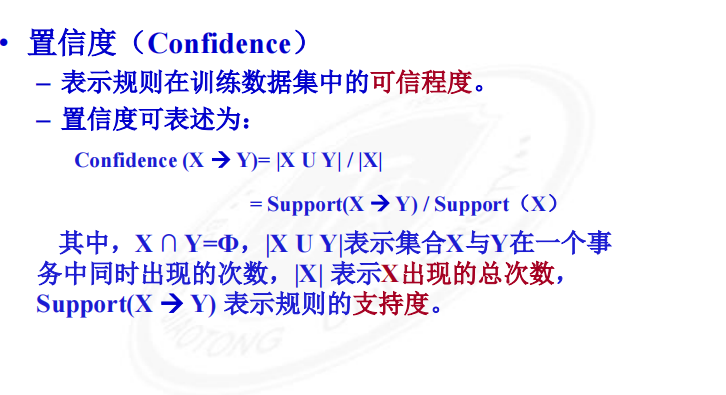 • 置信度（Confidence）
– 表示规则在训练数据集中的可信程度。
– 置信度可表述为:
Confidence (X → Y)= |X U Y| / |X|
= Support(X → Y) / Support（X）
其中，X ∩ Y=Φ，|X U Y|表示集合X与Y在一个事
务中同时出现的次数，|X| 表示X出现的总次数，
Support(X → Y) 表示规则的支持度。